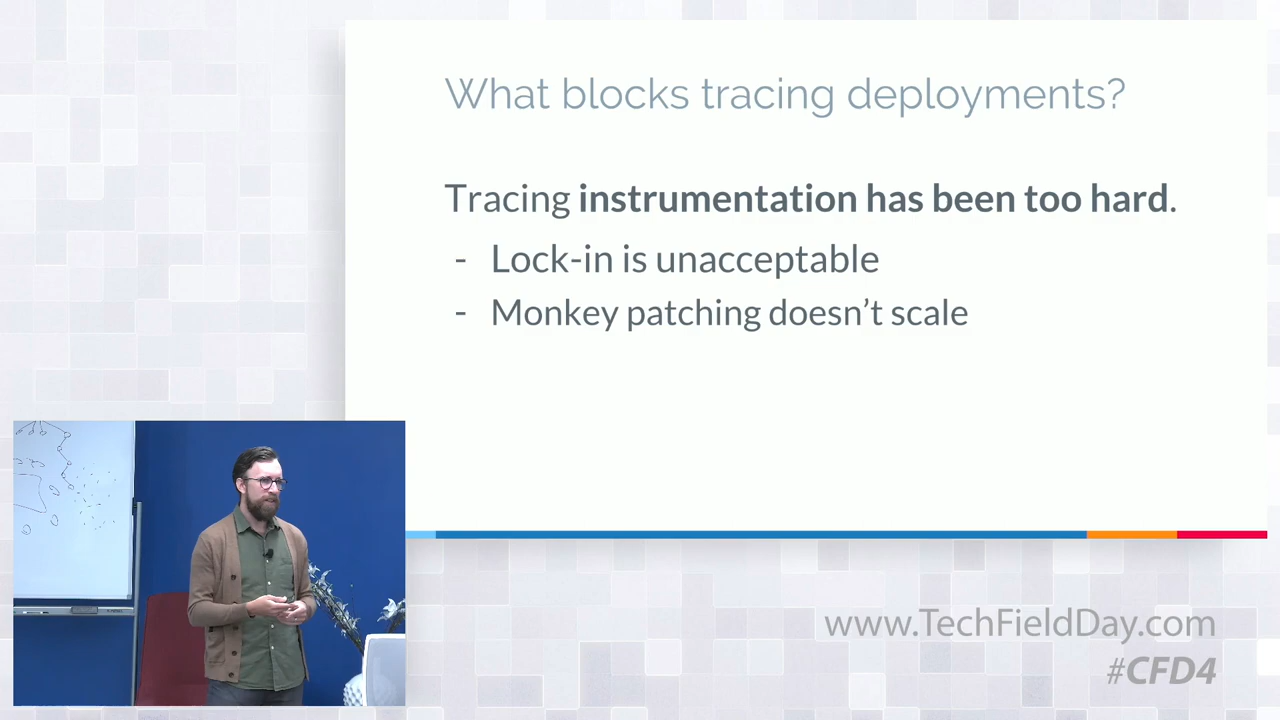 What blocks tracing deployments?
Tracing instrumentation has been too hard.
- Lock-in is unacceptable
- Monkey patching doesn’t scale
www.TechFieldDay.com
#CFD4